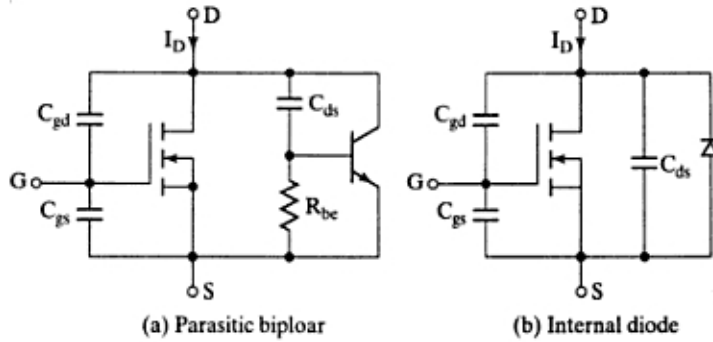 D
I_D
C_gd
C_ds
G
C_gs
R_be
S
(a) Parasitic biploar
D
I_D
C_gd
G
C_gs
C_ds
S
(b) Internal diode